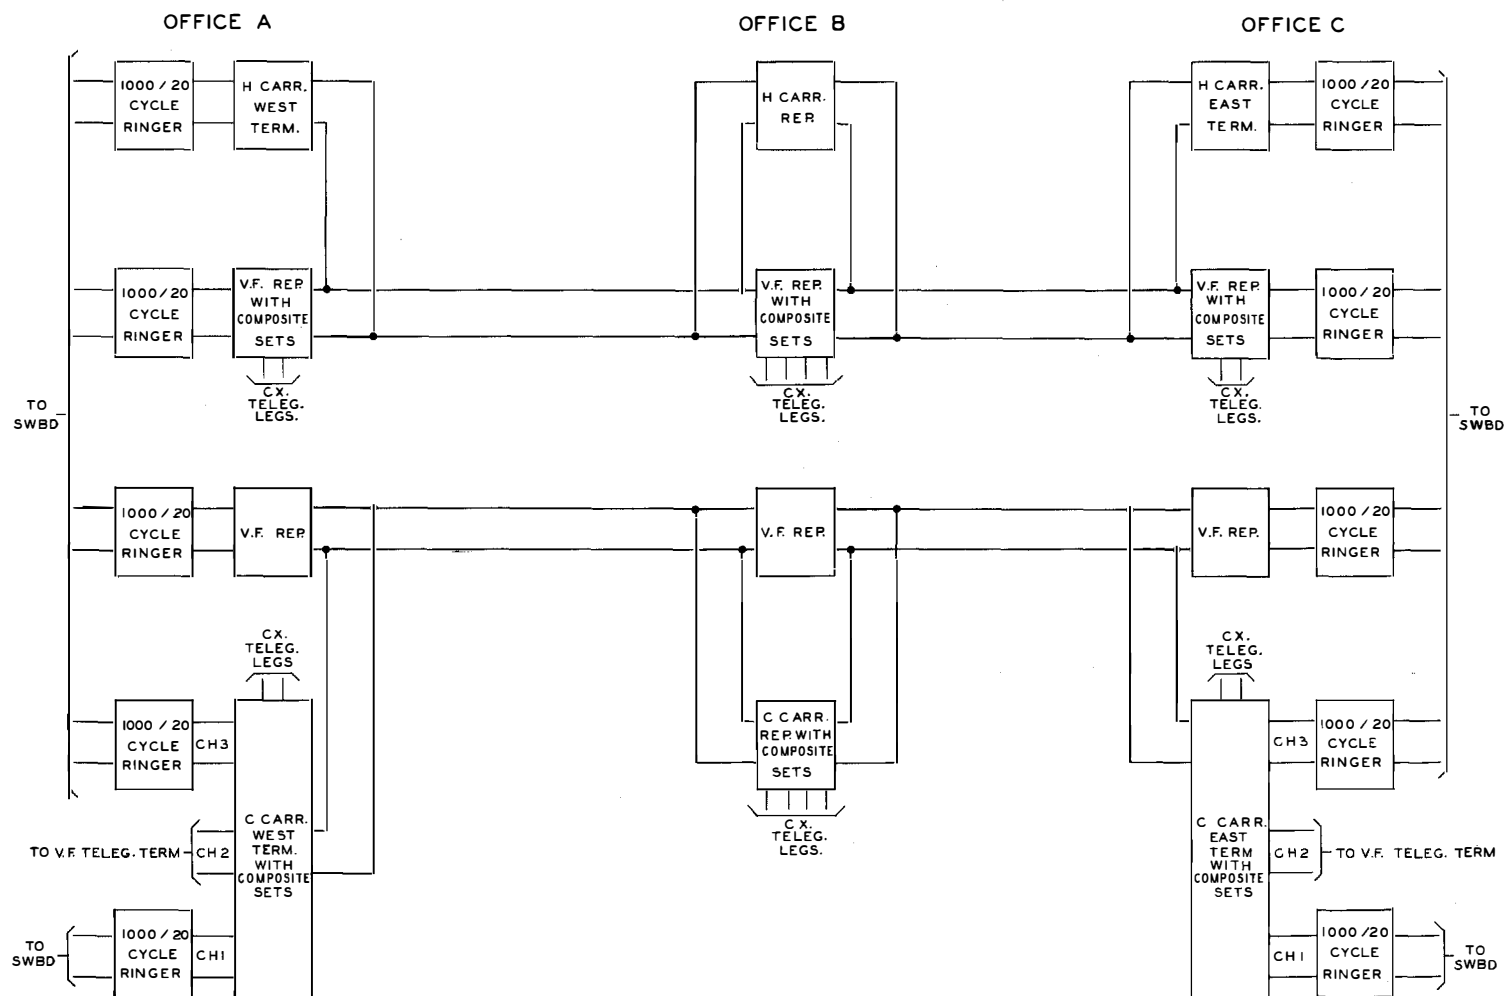 OFFICE A
OFFICE B
OFFICE C
1000 / 20
CYCLE
RINGER
H CARR.
WEST
TERM.
H CARR.
REP.
H CARR.
EAST
TERM.
1000 / 20
CYCLE
RINGER
1000 / 20
CYCLE
RINGER
V.F. REP.
WITH
COMPOSITE
SETS
CX.
TELEG.
LEGS.
V.F. REP.
WITH
COMPOSITE
SETS
CX.
TELEG.
LEGS.
V.F. REP.
WITH
COMPOSITE
SETS
CX.
TELEG.
LEGS.
1000 / 20
CYCLE
RINGER
TO
SWBD
TO
SWBD
1000 / 20
CYCLE
RINGER
V.F. REP.
V.F. REP.
V.F. REP.
1000 / 20
CYCLE
RINGER
CX.
TELEG.
LEGS
CX.
TELEG.
LEGS
1000 / 20
CYCLE
RINGER
CH3
C CARR.
REP. WITH
COMPOSITE
SETS
CX.
TELEG.
LEGS.
CH3
1000 / 20
CYCLE
RINGER
TO V.F. TELEG. TERM
CH2
C CARR.
WEST
TERM.
WITH
COMPOSITE
SETS
C CARR.
EAST
TERM
WITH
COMPOSITE
SETS
CH2
TO V.F. TELEG. TERM
TO
SWBD
1000 / 20
CYCLE
RINGER
CH1
CH1
1000 / 20
CYCLE
RINGER
TO
SWBD